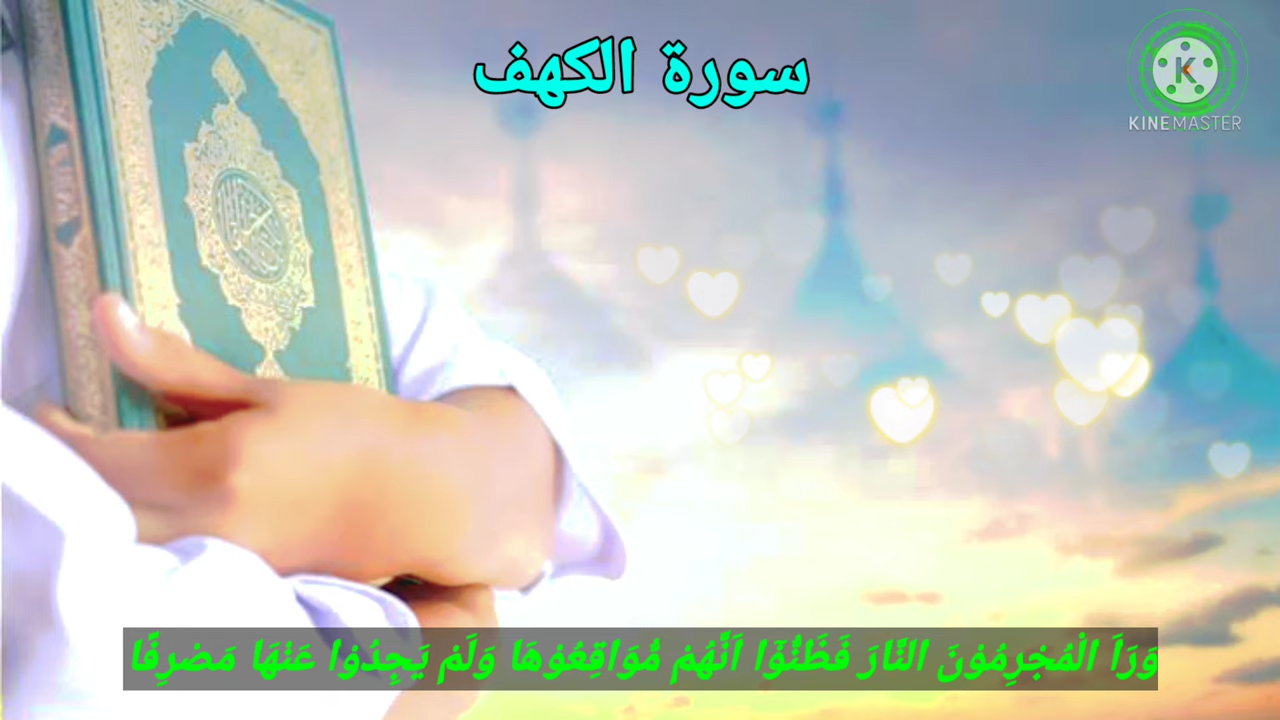 سورة الكهف
KINEMASTER
وَرَاَ الْمُجْرِمُوْنَ النَّارَ فَظَنُّوْٓا اَنَّهُمْ مُّوَاقِعُوْهَا وَلَمْ يَجِدُوْا عَنْهَا مَصْرِفًا